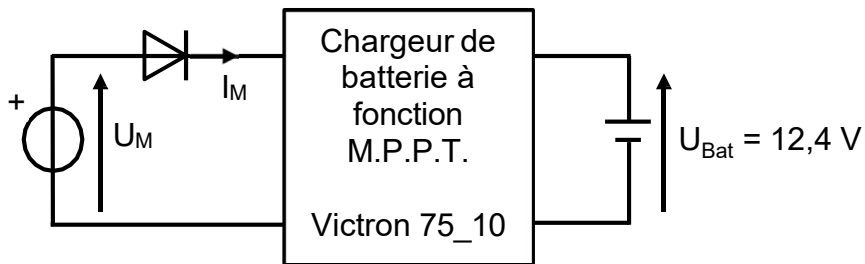 +
U_M
I_M
Chargeur de
batterie à
fonction
M.P.P.T.
Victron 75_10
U_Bat = 12,4 V